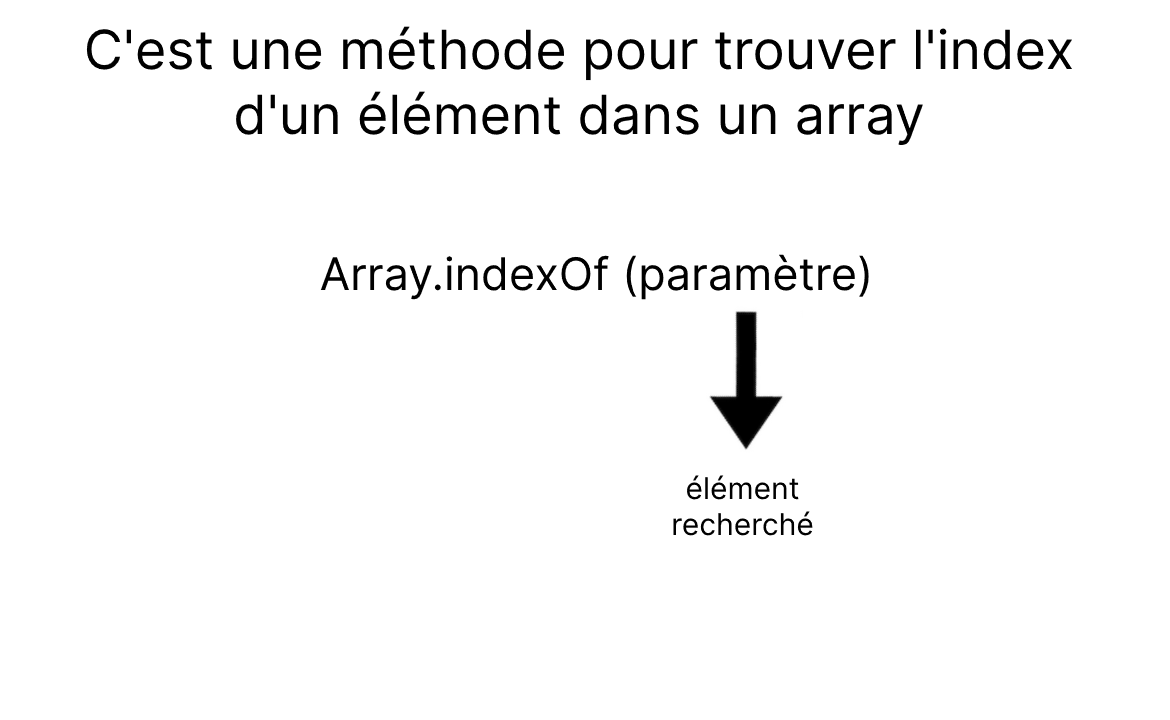 C'est une méthode pour trouver l'index
d'un élément dans un array
Array.indexOf (paramètre)
élément
recherché